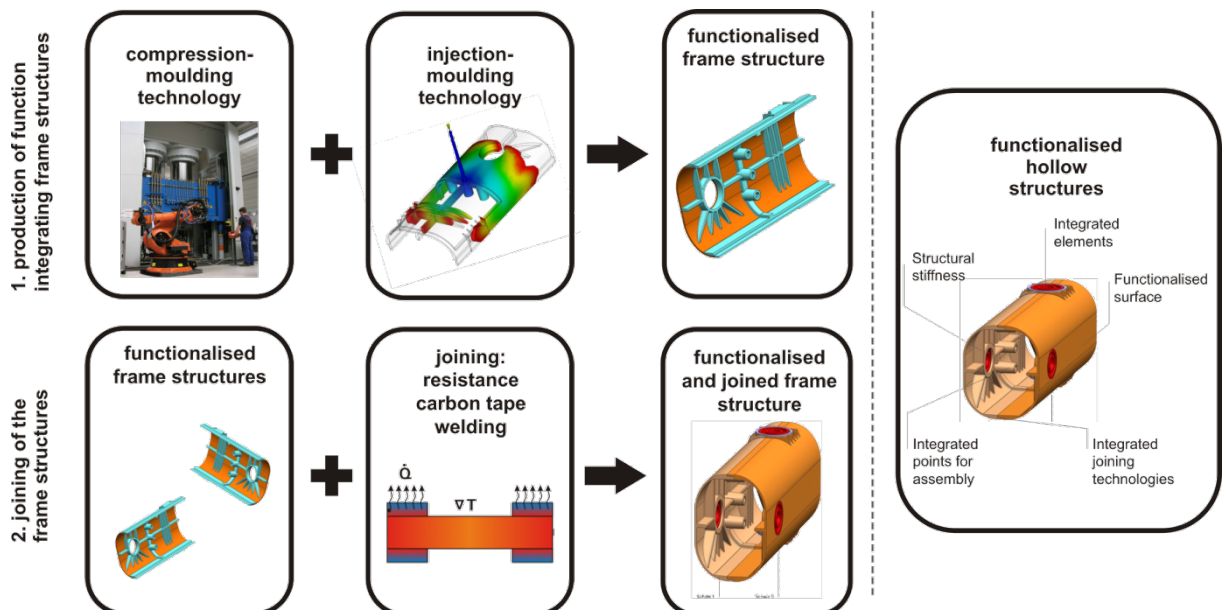 1. production of function
integrating frame structures
compression-
moulding
technology
injection-
moulding
technology
functionalised
frame structure
2. joining of the
frame structures
functionalised
frame structures
joining:
resistance
carbon tape
welding
Q̇
∇T
functionalised
and joined frame
structure
functionalised
hollow
structures
Integrated
elements
Structural
stiffness
Functionalised
surface
Integrated
points for
assembly
Integrated
joining
technologies